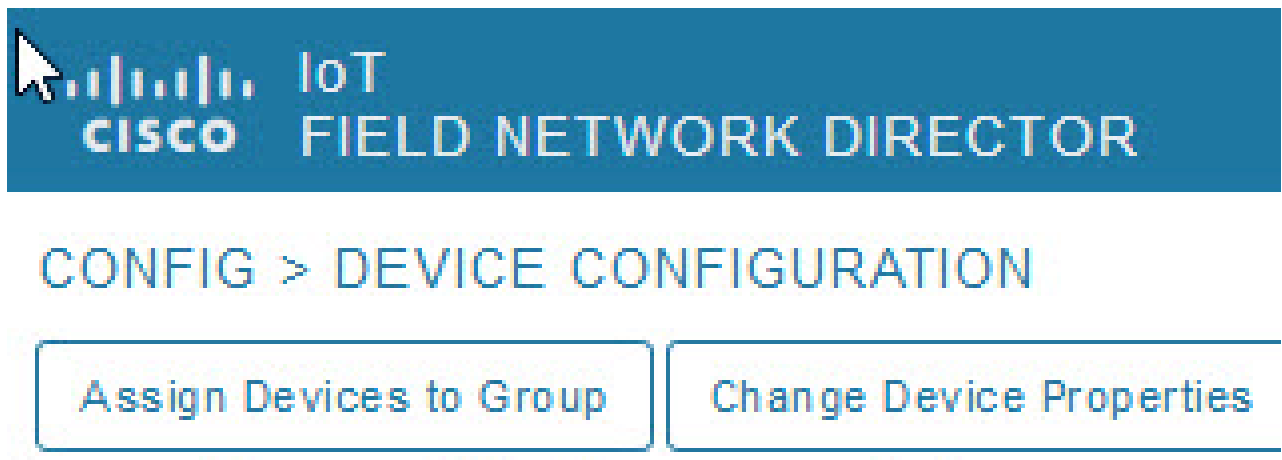 IoT
CISCO FIELD NETWORK DIRECTOR
CONFIG > DEVICE CONFIGURATION
Assign Devices to Group Change Device Properties